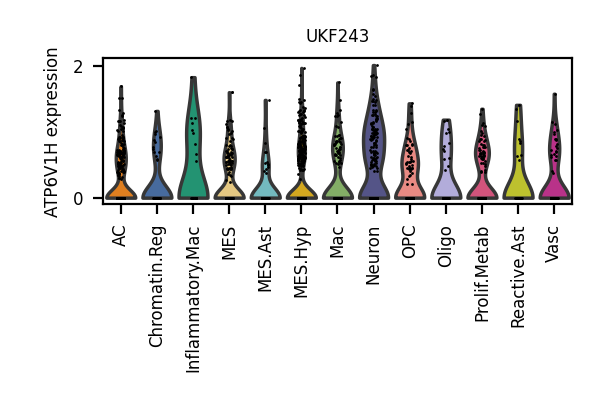 UKF243
ATP6V1H expression
2
0
AC
Chromatin.Reg
Inflammatory.Mac
MES
MES.Ast
MES.Hyp
Mac
Neuron
OPC
Oligo
Prolif.Metab
Reactive.Ast
Vasc